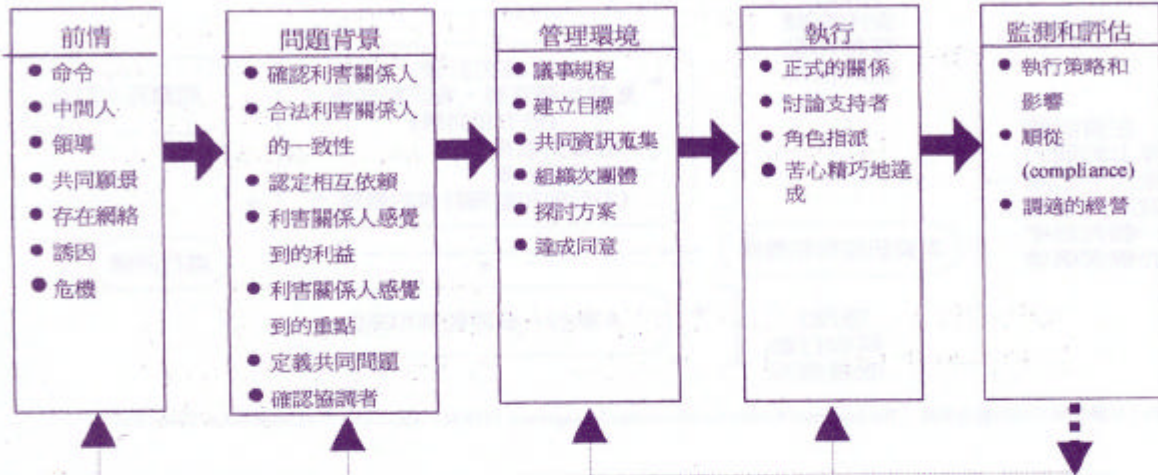 前情
● 命令
● 中間人
● 領導
● 共同願景
● 存在網絡
● 誘因
● 危機
問題背景
● 確認利害關係人
● 合法利害關係人
的一致性
● 認定相互依賴
● 利害關係人感覺
到的利益
● 利害關係人感覺
到的重點
● 定義共同問題
● 確認協調者
管理環境
● 議事規程
● 建立目標
● 共同資訊蒐集
● 組織次團體
● 探討方案
● 達成同意
執行
● 正式的關係
● 討論支持者
● 角色指派
● 苦心精巧地達
成
監測和評估
● 執行策略和
影響
● 順從
(compliance)
● 調適的經營